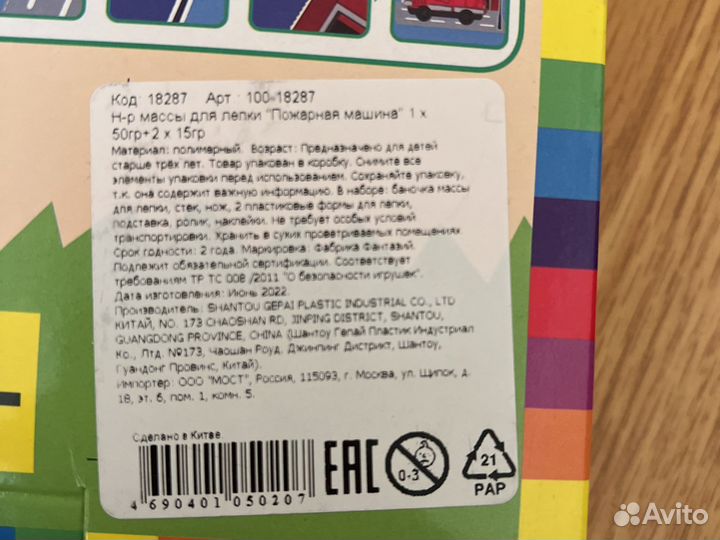 Код: 18287 Арт.: 100-18287
Н-р массы для лепки "Пожарная машина" 1 х
50гр+2 х 15гр
Материал: полимерный. Возраст: Предназначено для детей
старше трёх лет. Товар упакован в коробку. Снимите все
элементы упаковки перед использованием. Сохраняйте упаковку,
т.к. она содержит важную информацию. В наборе: баночка массы
для лепки, стек, нож, 2 пластиковые формы для лепки,
подставка, ролик, наклейки. Не требует особых условий
транспортировки. Хранить в сухих проветриваемых помещениях
Срок годности: 2 года. Маркировка: Фабрика Фантазий.
Подлежит обязательной сертификации. Соответствует
требованиям ТР ТС 008 /2011 "О безопасности игрушек".
Дата изготовления: Июнь 2022.
Производитель: SHANTOU GEPAI PLASTIC INDUSTRIAL CO., LTD
КИТАЙ, NO. 173 CHAOSHAN RD, JINPING DISTRICT, SHANTOU,
GUANGDONG PROVINCE, CHINA (Шантоу Гепай Пластик Индустриал
Ко., Лтд. №173, Чаошан Роуд, Джинпинг Дистрикт, Шантоу,
Гуандонг Провинс, Китай).
Импортер: ООО "МОСТ", Россия, 115093, г. Москва, ул. Щипок, д.
18, эт. 6, пом. 1, комн. 5.
Сделано в Китае.
4 690401 050207
EAC
0-3
21
PAP
Avito